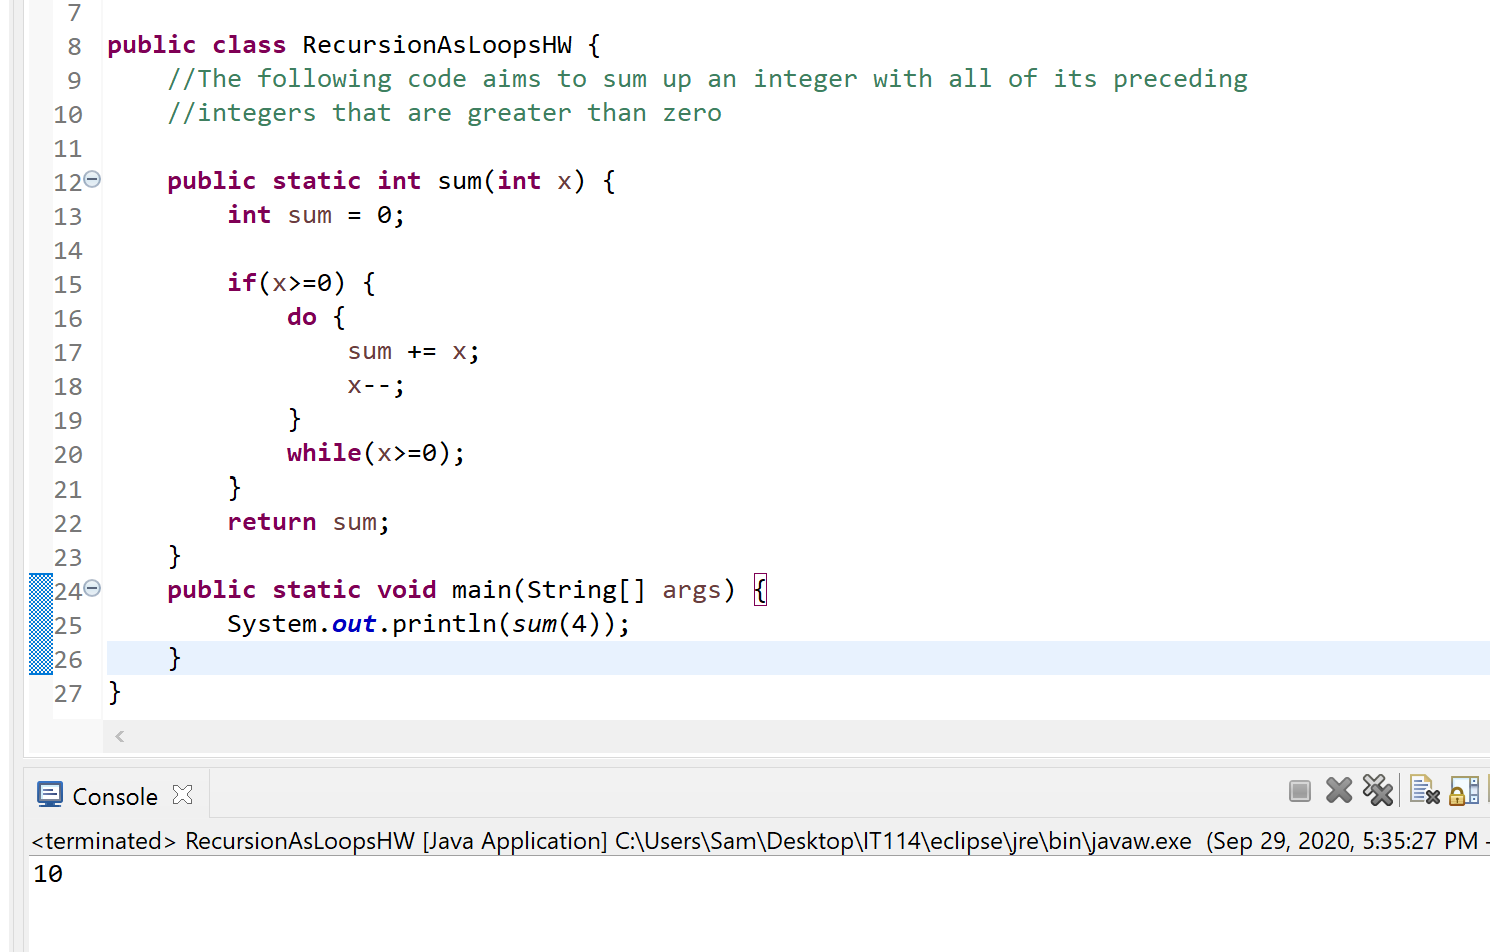 7
8 public class RecursionAsLoopsHW {
9     //The following code aims to sum up an integer with all of its preceding
10     //integers that are greater than zero
11
12     public static int sum(int x) {
13         int sum = 0;
14
15         if(x>=0) {
16             do {
17                 sum += x;
18                 x--;
19             }
20             while(x>=0);
21         }
22         return sum;
23     }
24     public static void main(String[] args) {
25         System.out.println(sum(4));
26     }
27 }
<
Console
<terminated> RecursionAsLoopsHW [Java Application] C:\Users\Sam\Desktop\IT114\eclipse\jre\bin\javaw.exe  (Sep 29, 2020, 5:35:27 PM -
10